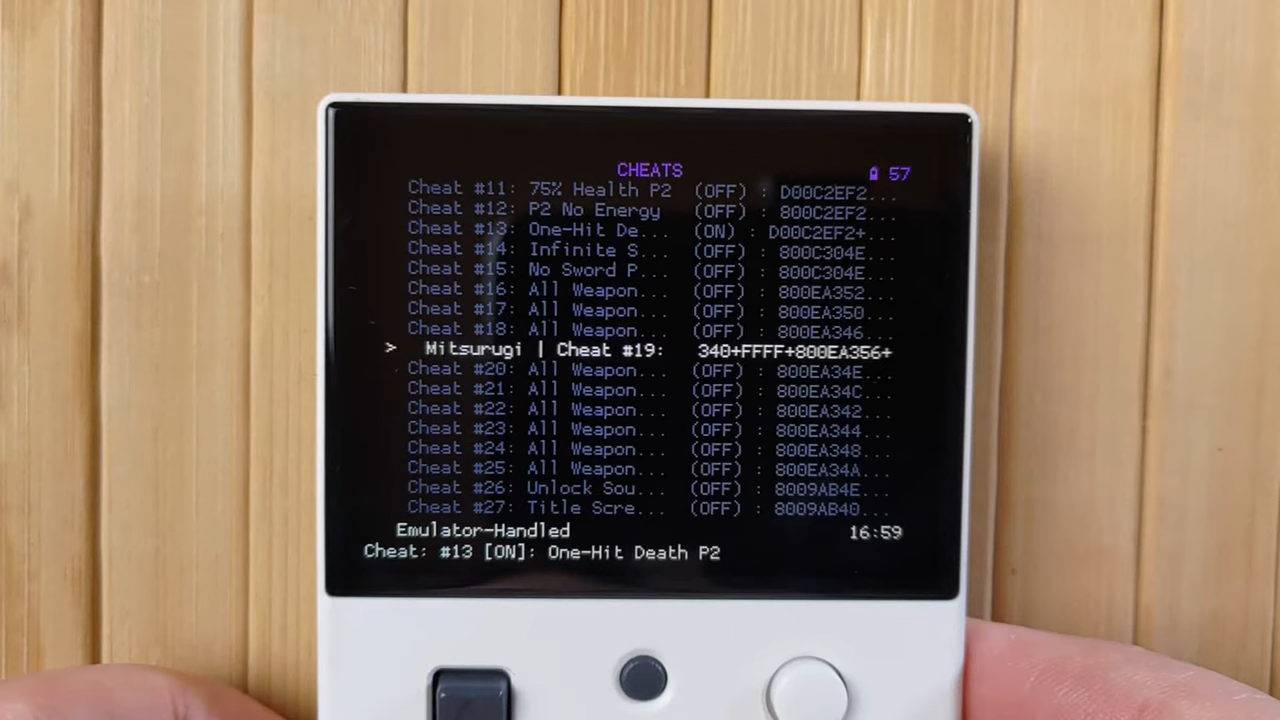 CHEATS 57
Cheat #11: 75% Health P2 (OFF) : D00C2EF2...
Cheat #12: P2 No Energy (OFF) : 800C2EF2...
Cheat #13: One-Hit De... (ON) : D00C2EF2+...
Cheat #14: Infinite S... (OFF) : 800C304E...
Cheat #15: No Sword P... (OFF) : 800C304E...
Cheat #16: All Weapon... (OFF) : 800EA352...
Cheat #17: All Weapon... (OFF) : 800EA350...
Cheat #18: All Weapon... (OFF) : 800EA346...
> Mitsurugi | Cheat #19: 340+FFFF+800EA356+
Cheat #20: All Weapon... (OFF) : 800EA34E...
Cheat #21: All Weapon... (OFF) : 800EA34C...
Cheat #22: All Weapon... (OFF) : 800EA342...
Cheat #23: All Weapon... (OFF) : 800EA344...
Cheat #24: All Weapon... (OFF) : 800EA348...
Cheat #25: All Weapon... (OFF) : 800EA34A...
Cheat #26: Unlock Sou... (OFF) : 8009AB4E...
Cheat #27: Title Scre... (OFF) : 8009AB40...
Emulator-Handled 16:59
Cheat: #13 [ON]: One-Hit Death P2